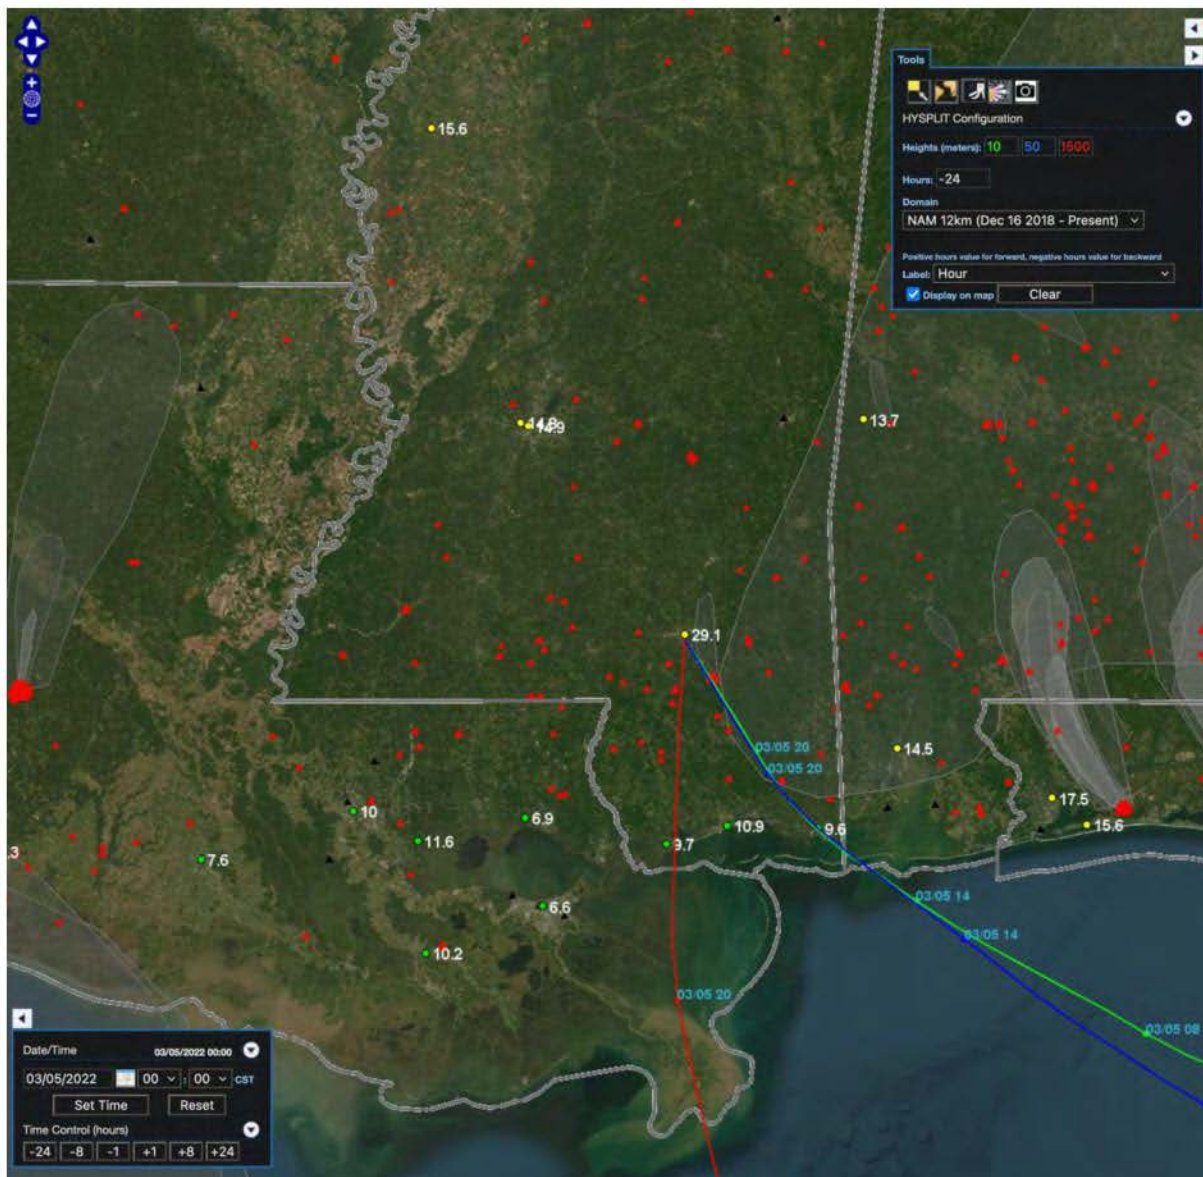 Tools
HYSPLIT Configuration
Heights (meters): 10 50 1500
Hours: -24
Domain
NAM 12km (Dec 16 2018 - Present)
Positive hours value for forward, negative hours value for backward
Label: Hour
Display on map Clear
15.6
14.9
13.7
29.1
03/05 20
03/05 20
14.5
17.5
15.6
10
6.9
10.9
9.6
11.6
9.7
7.6
.3
6.6
03/05 14
03/05 14
10.2
03/05 20
03/05 08
Date/Time 03/05/2022 00:00
03/05/2022 00 : 00 CST
Set Time Reset
Time Control (hours)
-24 -8 -1 +1 +8 +24